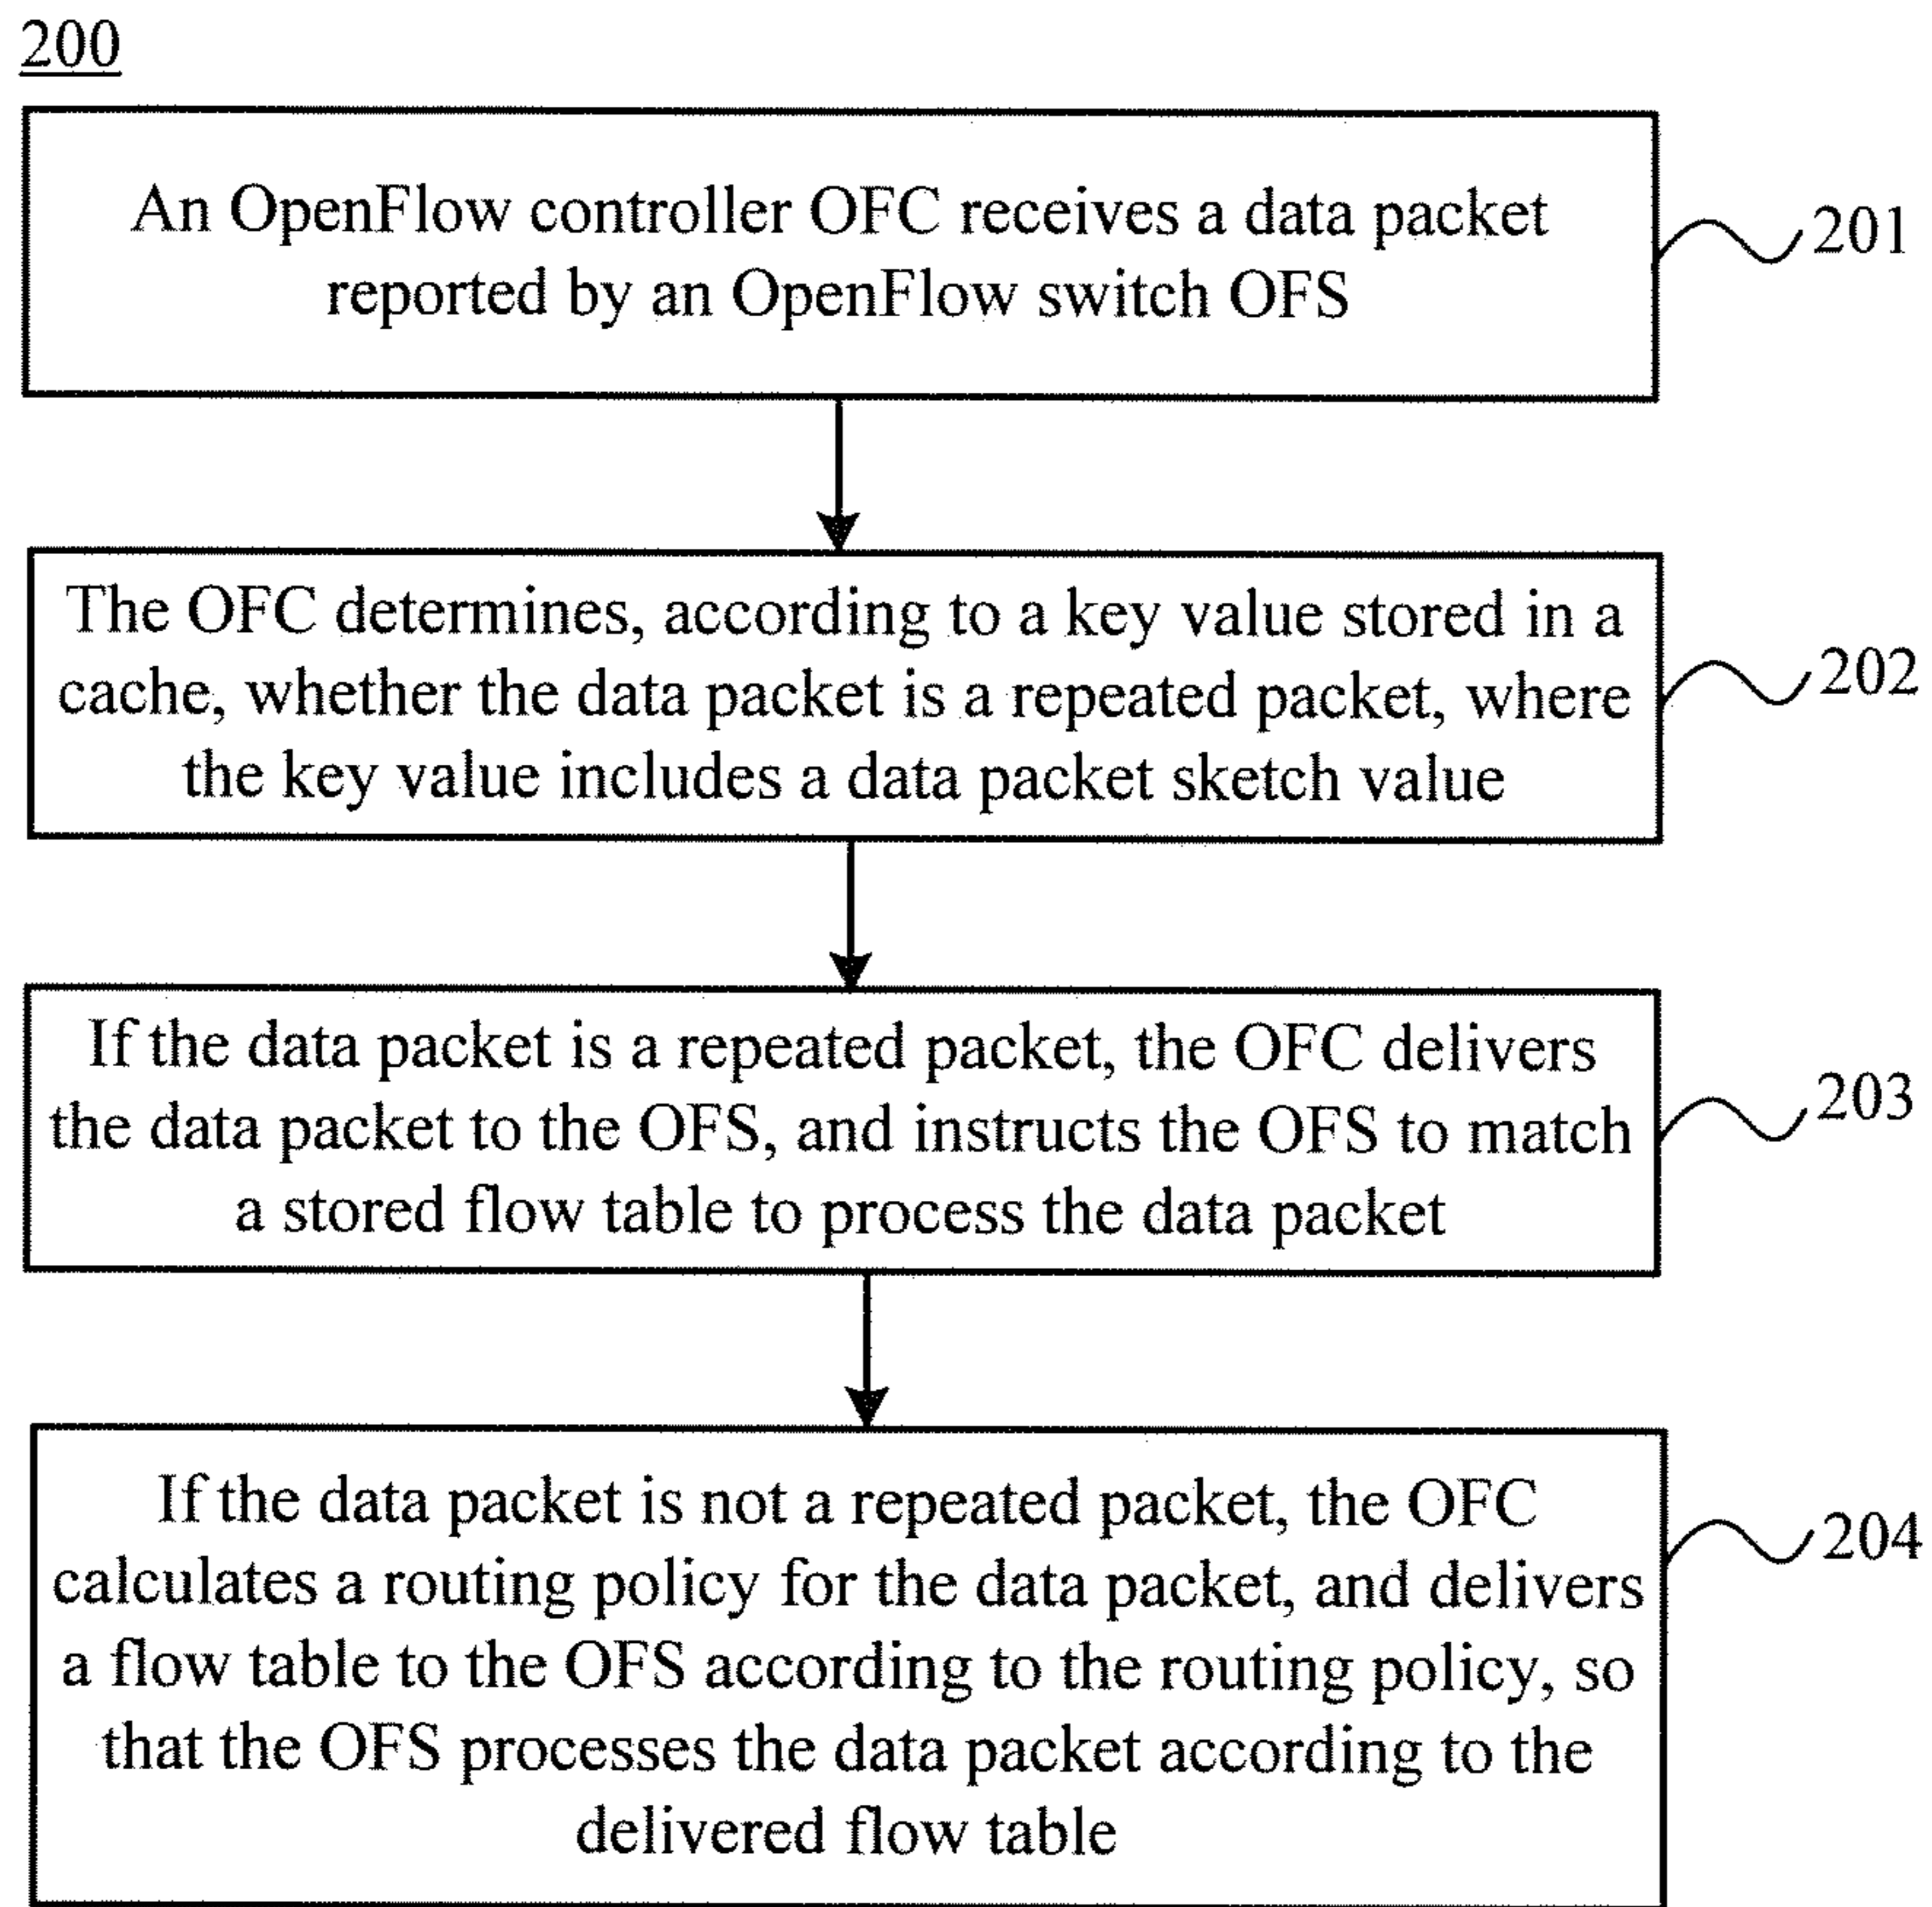 200
An OpenFlow controller OFC receives a data packet
reported by an OpenFlow switch OFS
201
The OFC determines, according to a key value stored in a
cache, whether the data packet is a repeated packet, where
the key value includes a data packet sketch value
202
If the data packet is a repeated packet, the OFC delivers
the data packet to the OFS, and instructs the OFS to match
a stored flow table to process the data packet
203
If the data packet is not a repeated packet, the OFC
calculates a routing policy for the data packet, and delivers
a flow table to the OFS according to the routing policy, so
that the OFS processes the data packet according to the
delivered flow table
204